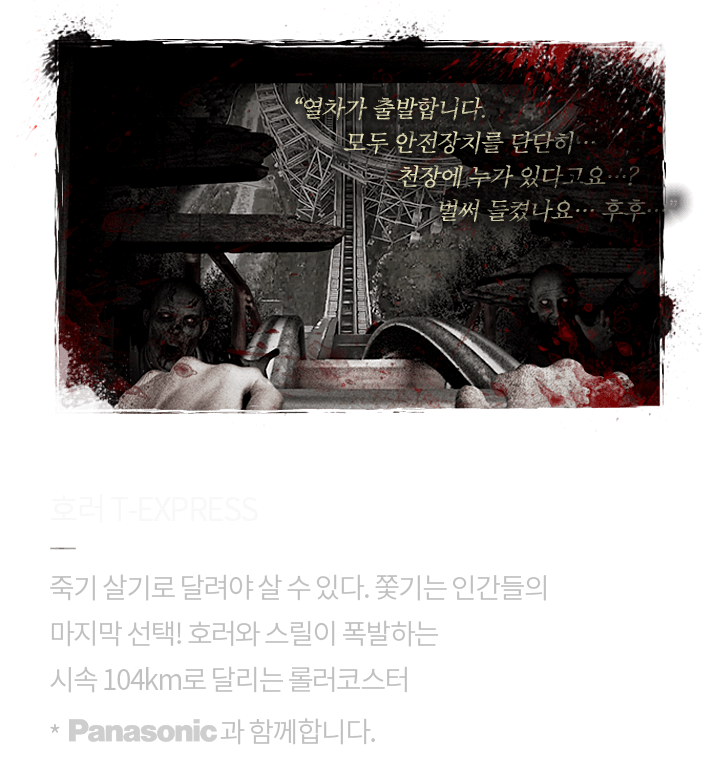 “열차가 출발합니다.
모두 안전장치를 단단히…
천장에 누가 있다고요…?
벌써 들켰나요… 후후…”
호러 T-EXPRESS
죽기 살기로 달려야 살 수 있다. 쫓기는 인간들의
마지막 선택! 호러와 스릴이 폭발하는
시속 104km로 달리는 롤러코스터
* Panasonic과 함께합니다.